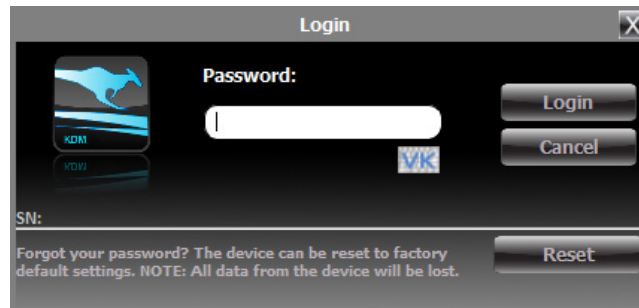 Login
X
Password:
Login
KDM
VK
Cancel
SN:
Forgot your password? The device can be reset to factory
default settings. NOTE: All data from the device will be lost.
Reset